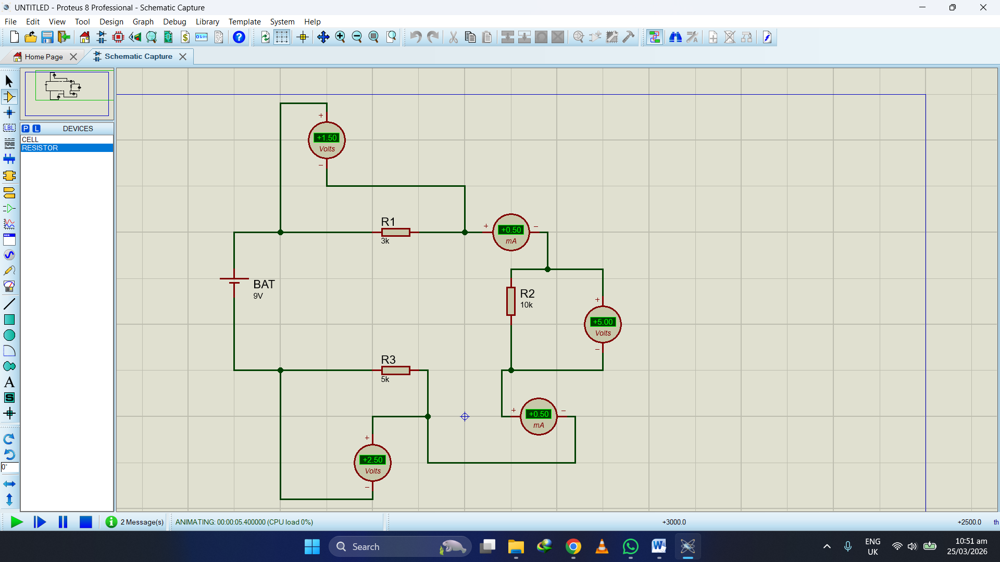 UNTITLED - Proteus 8 Professional - Schematic Capture
File Edit View Tool Design Graph Debug Library Template System Help
Home Page Schematic Capture
P L DEVICES
CELL
RESISTOR
LBL
A
S
0°
+
+1.50
Volts
−
R1
3k
+ −
+0.50
mA
BAT
9V
R2
10k
+
+5.00
Volts
−
R3
5k
+ −
+0.50
mA
+
+2.50
Volts
−
2 Message(s) ANIMATING: 00:00:05.400000 (CPU load 0%) +3000.0 +2500.0 th
Search
ENG
UK
10:51 am
25/03/2026